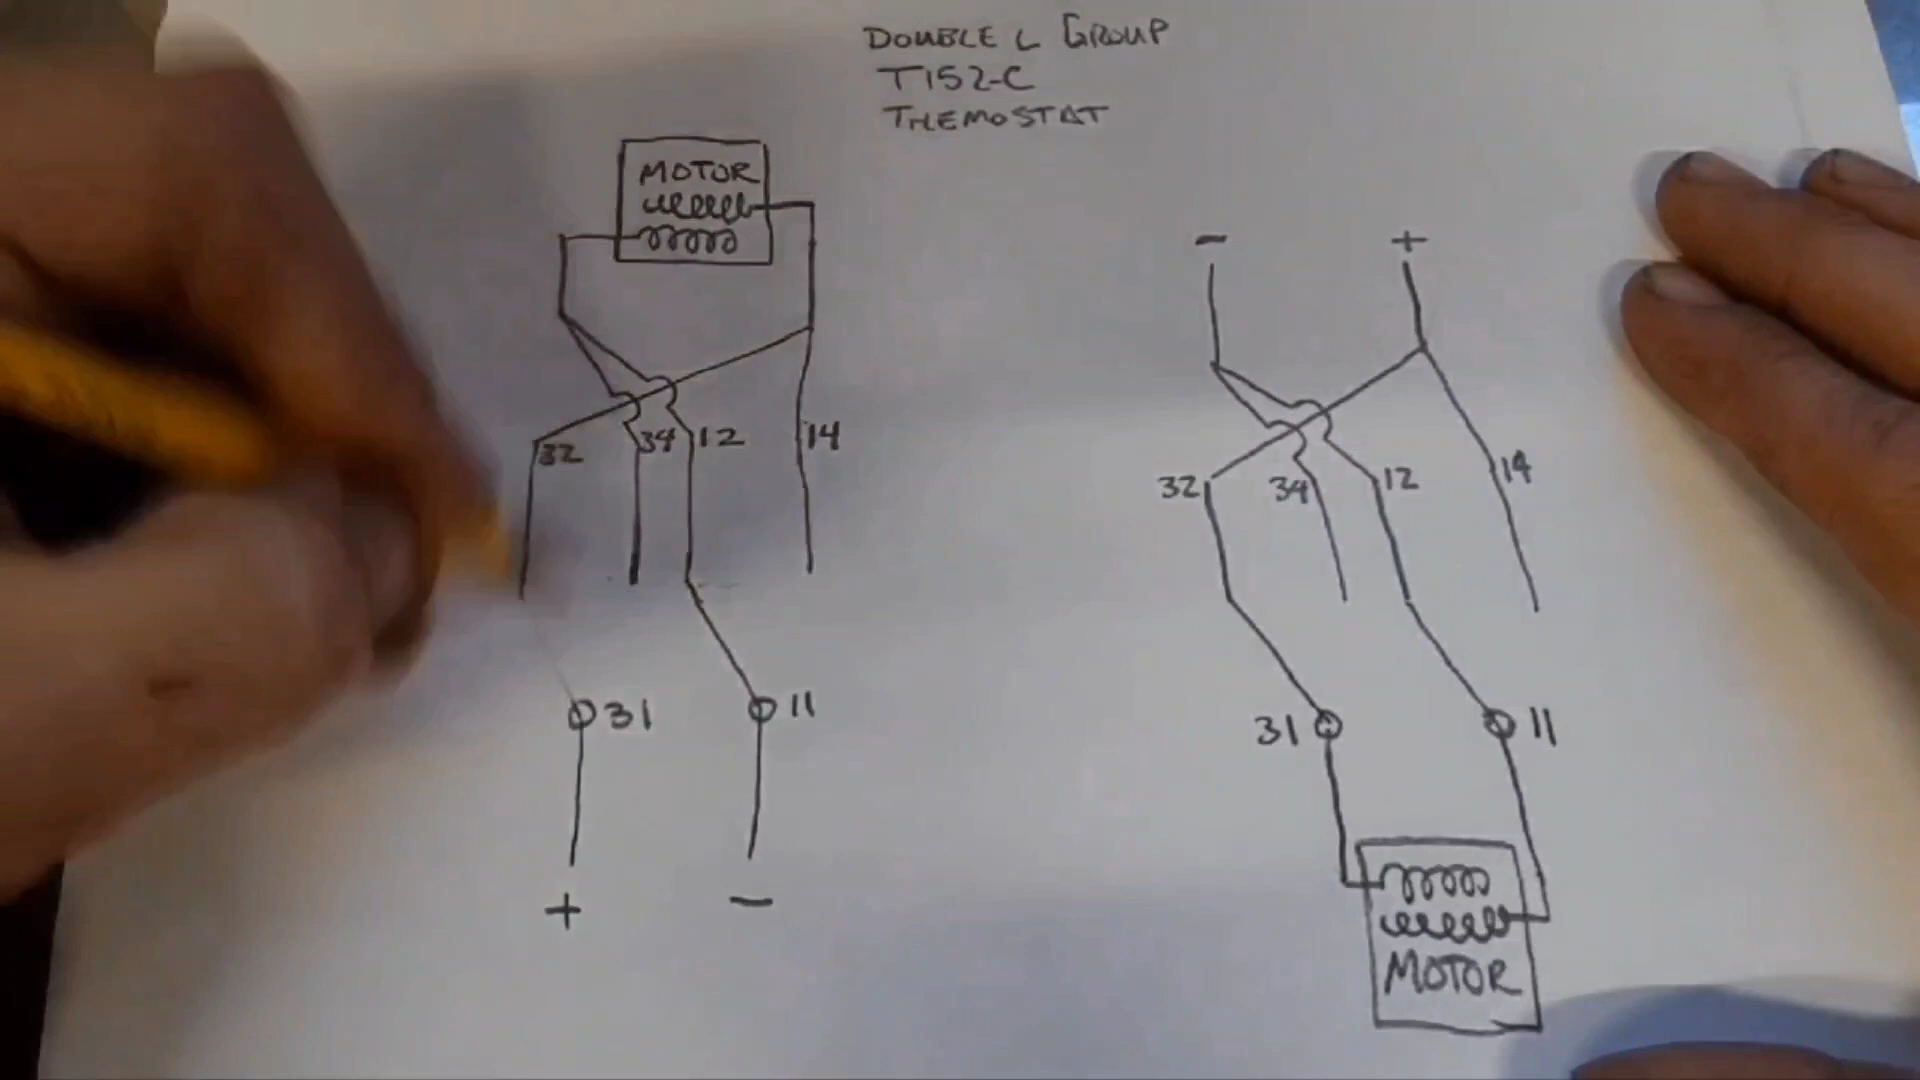 DOUBLE L GROUP
T152-C
THEMOSTAT
MOTOR
- +
32 34 12 14
32 34 12 14
31 11
31 11
+ -
MOTOR